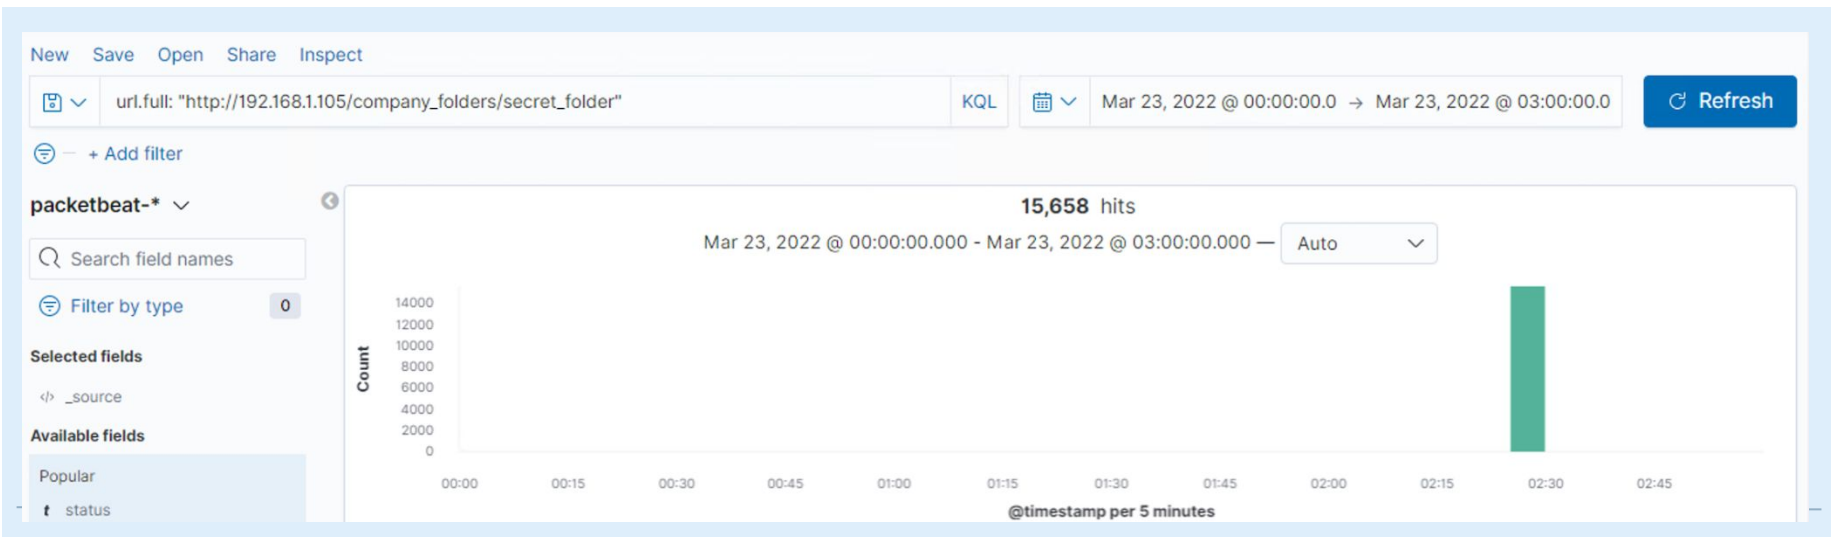 New Save Open Share Inspect
url.full: "http://192.168.1.105/company_folders/secret_folder" KQL Mar 23, 2022 @ 00:00:00.0 → Mar 23, 2022 @ 03:00:00.0 Refresh
+ Add filter
packetbeat-*
15,658 hits
Mar 23, 2022 @ 00:00:00.000 - Mar 23, 2022 @ 03:00:00.000 — Auto
Search field names
Filter by type 0
Selected fields
</> _source
Available fields
Popular
t status
Count
14000
12000
10000
8000
6000
4000
2000
0
00:00 00:15 00:30 00:45 01:00 01:15 01:30 01:45 02:00 02:15 02:30 02:45
@timestamp per 5 minutes